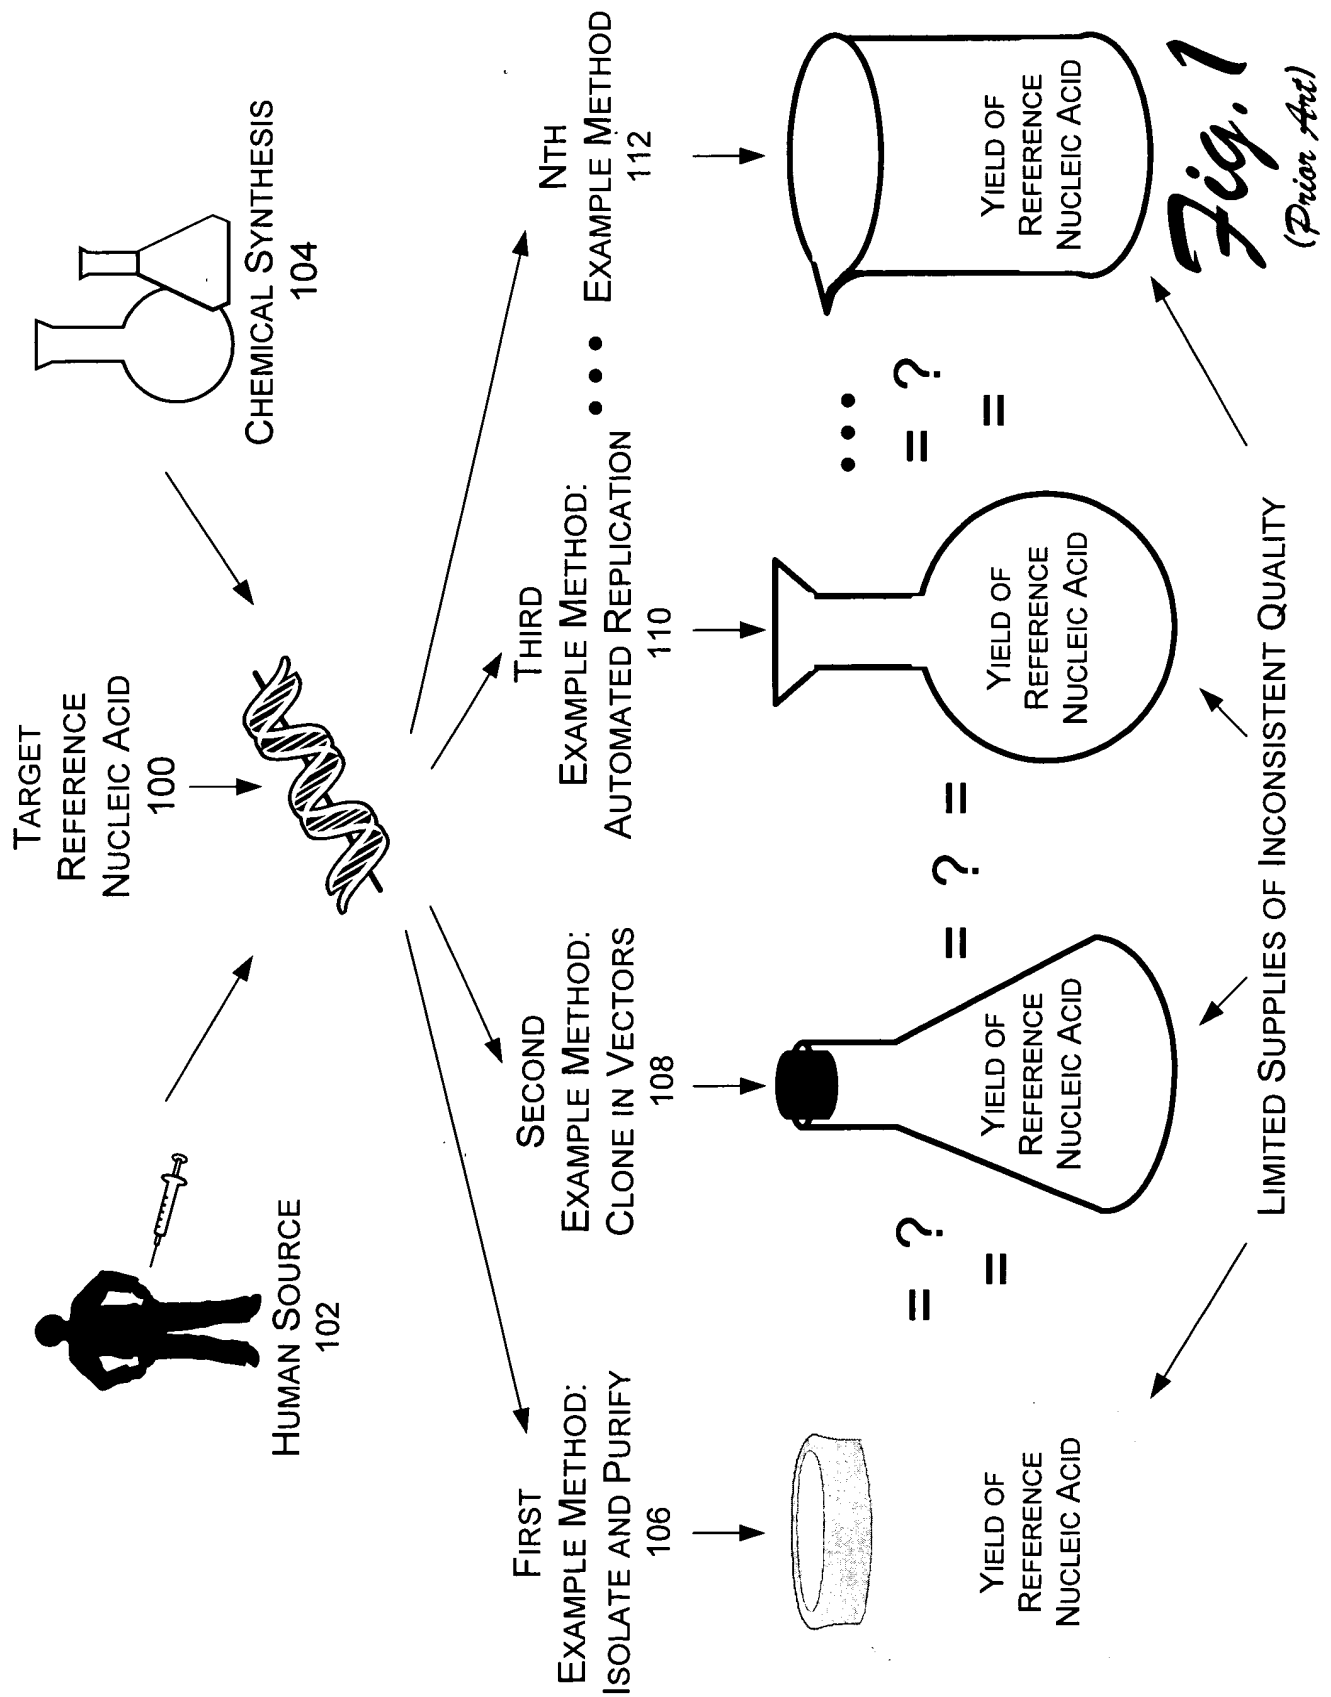 TARGET
REFERENCE
NUCLEIC ACID
100
HUMAN SOURCE
102
CHEMICAL SYNTHESIS
104
FIRST
EXAMPLE METHOD:
ISOLATE AND PURIFY
106
SECOND
EXAMPLE METHOD:
CLONE IN VECTORS
108
THIRD
EXAMPLE METHOD:
AUTOMATED REPLICATION
110
• • •
NTH
EXAMPLE METHOD
112
YIELD OF
REFERENCE
NUCLEIC ACID
= ?
=
YIELD OF
REFERENCE
NUCLEIC ACID
= ? =
YIELD OF
REFERENCE
NUCLEIC ACID
• • •
= ?
=
YIELD OF
REFERENCE
NUCLEIC ACID
LIMITED SUPPLIES OF INCONSISTENT QUALITY
Fig. 1
(Prior Art)